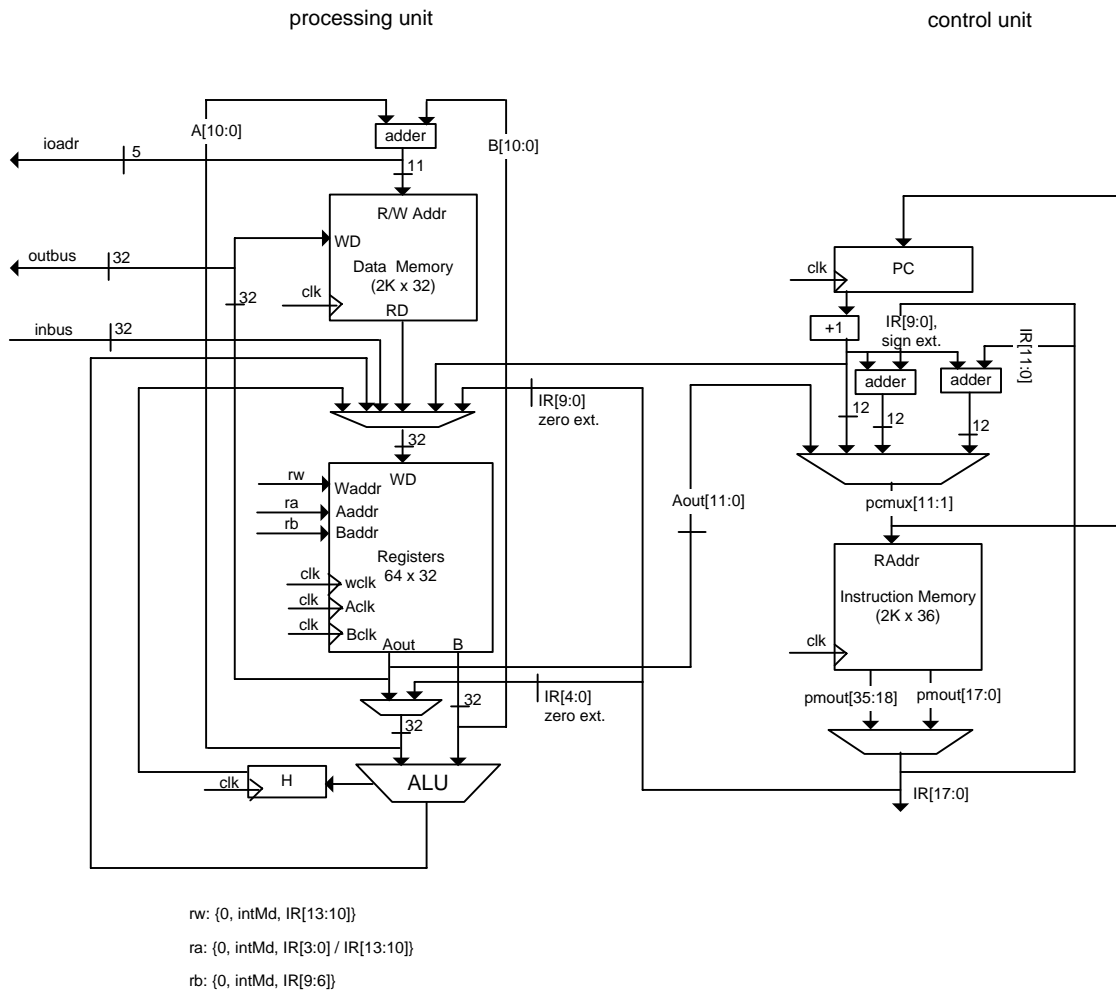 processing unit
control unit
A[10:0]
adder
B[10:0]
ioadr
5
11
R/W Addr
WD
outbus
32
Data Memory
(2K x 32)
clk
PC
clk
32
clk
RD
inbus
32
+1
IR[9:0],
sign ext.
IR[11:0]
adder
adder
IR[9:0]
zero ext.
12
12
12
32
rw
WD
Waddr
ra
Aaddr
rb
Baddr
Aout[11:0]
pcmux[11:1]
Registers
64 x 32
RAddr
clk
wclk
Instruction Memory
(2K x 36)
clk
Aclk
clk
Bclk
clk
Aout
B
IR[4:0]
zero ext.
32
pmout[35:18]
pmout[17:0]
32
clk
H
ALU
IR[17:0]
rw: {0, intMd, IR[13:10]}
ra: {0, intMd, IR[3:0] / IR[13:10]}
rb: {0, intMd, IR[9:6]}